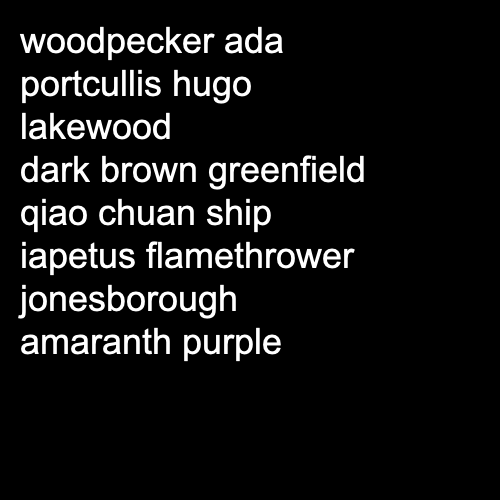 woodpecker ada
portcullis hugo
lakewood
dark brown greenfield
qiao chuan ship
iapetus flamethrower
jonesborough
amaranth purple